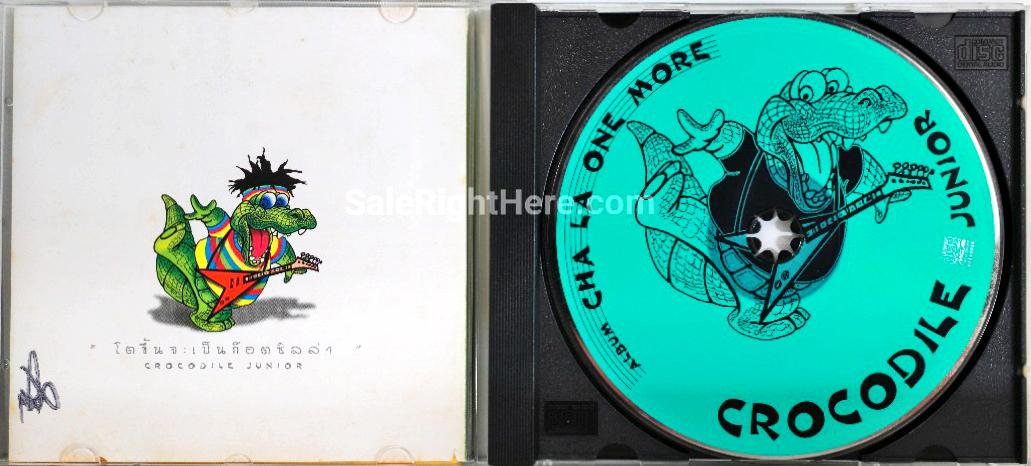 SaleRightHere.com
" โตขึ้นจะเป็นก็อตซิลล่า "
CROCODILE JUNIOR
ALBUM CHA LA ONE MORE
CROCODILE JUNIOR
COMPACT
disc
DIGITAL AUDIO